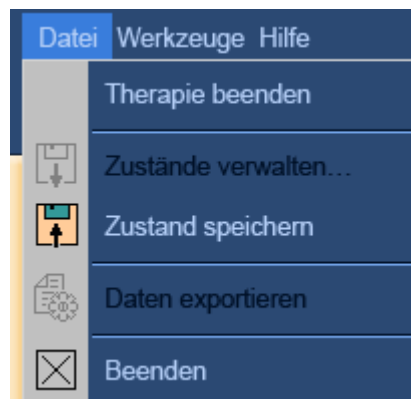 Datei Werkzeuge Hilfe
Therapie beenden
Zustände verwalten...
Zustand speichern
Daten exportieren
Beenden